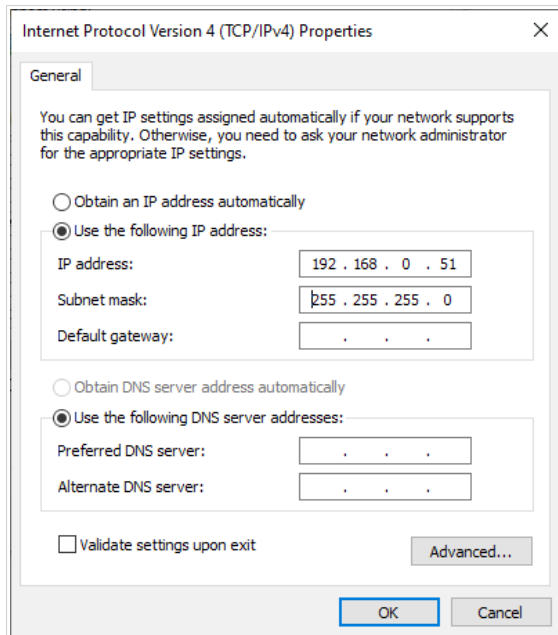 Internet Protocol Version 4 (TCP/IPv4) Properties
General
You can get IP settings assigned automatically if your network supports
this capability. Otherwise, you need to ask your network administrator
for the appropriate IP settings.
Obtain an IP address automatically
Use the following IP address:
IP address: 192 . 168 . 0 . 51
Subnet mask: 255 . 255 . 255 . 0
Default gateway: . . .
Obtain DNS server address automatically
Use the following DNS server addresses:
Preferred DNS server: . . .
Alternate DNS server: . . .
Validate settings upon exit
Advanced...
OK Cancel